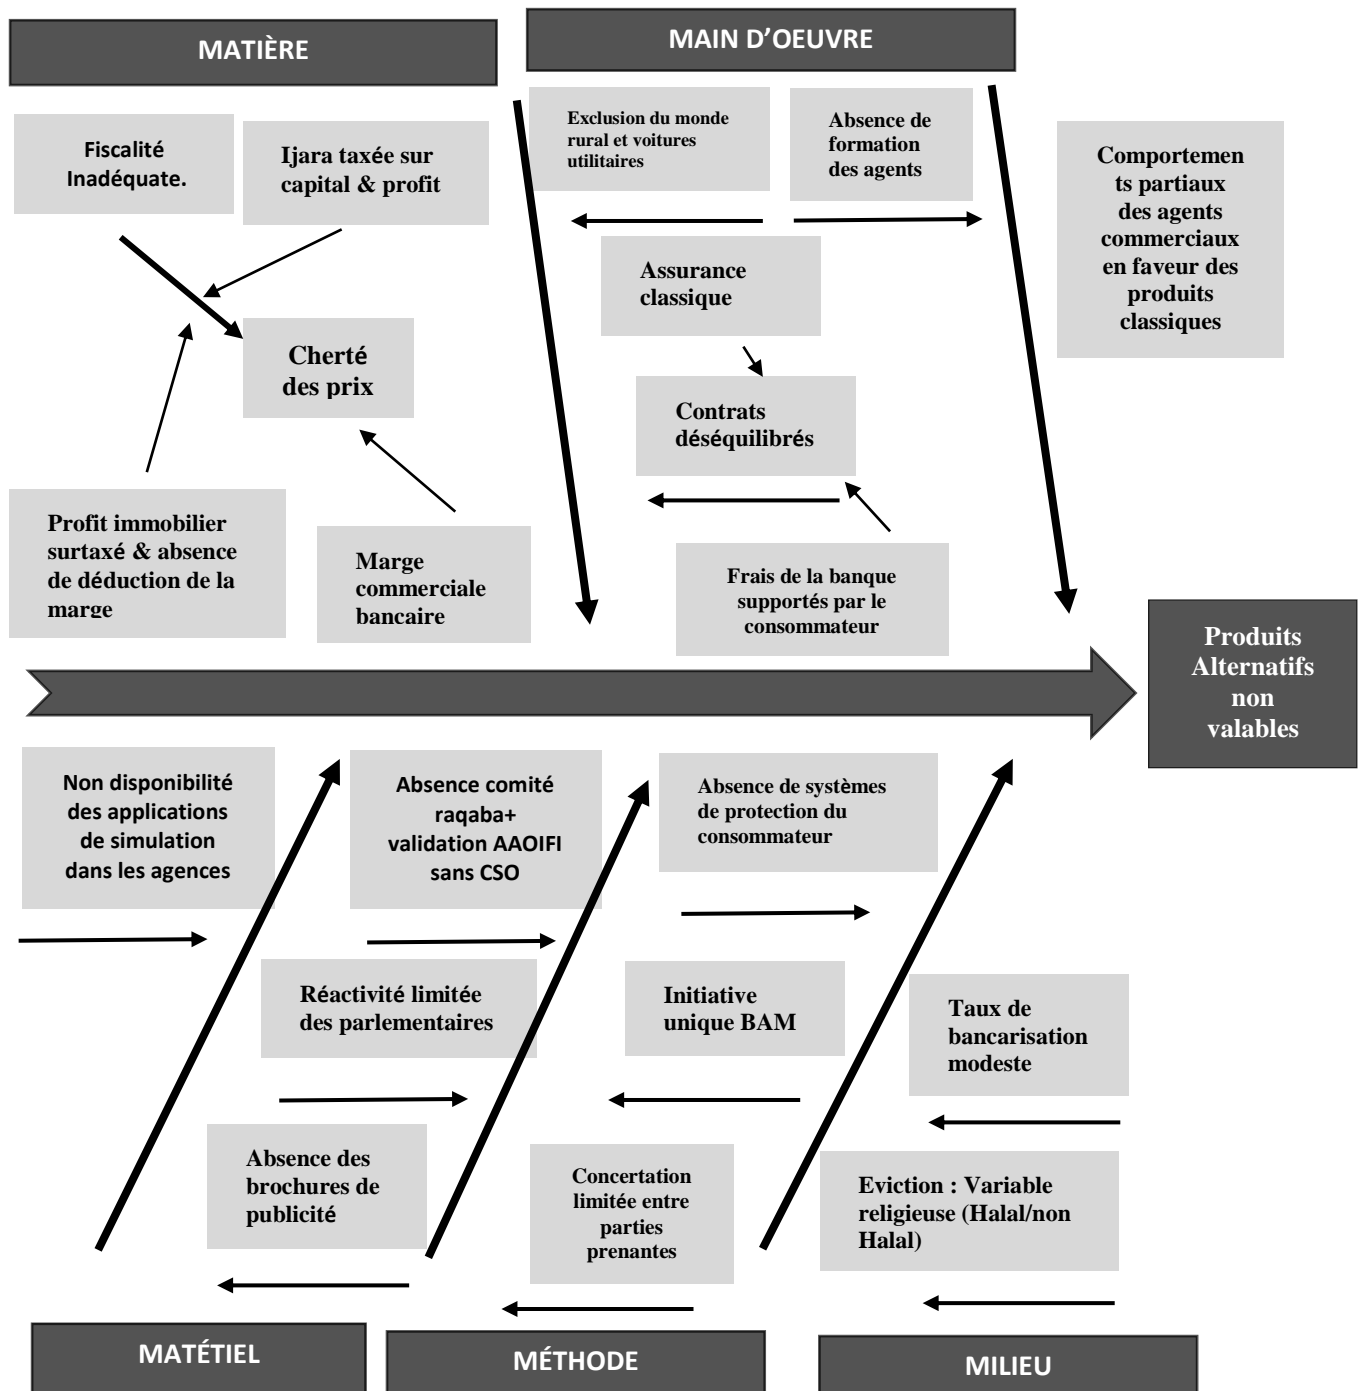 MATIÈRE
MAIN D'OEUVRE
Fiscalité
Inadéquate.
Ijara taxée sur
capital & profit
Exclusion du monde
rural et voitures
utilitaires
Absence de
formation
des agents
Comportemen
ts partiaux
des agents
commerciaux
en faveur des
produits
classiques
Assurance
classique
Cherté
des prix
Contrats
déséquilibrés
Profit immobilier
surtaxé & absence
de déduction de la
marge
Marge
commerciale
bancaire
Frais de la banque
supportés par le
consommateur
Produits
Alternatifs
non
valables
Non disponibilité
des applications
de simulation
dans les agences
Absence comité
raqaba+
validation AAOIFI
sans CSO
Absence de systèmes
de protection du
consommateur
Réactivité limitée
des parlementaires
Initiative
unique BAM
Taux de
bancarisation
modeste
Absence des
brochures de
publicité
Concertation
limitée entre
parties
prenantes
Eviction : Variable
religieuse (Halal/non
Halal)
MATÉTIEL
MÉTHODE
MILIEU